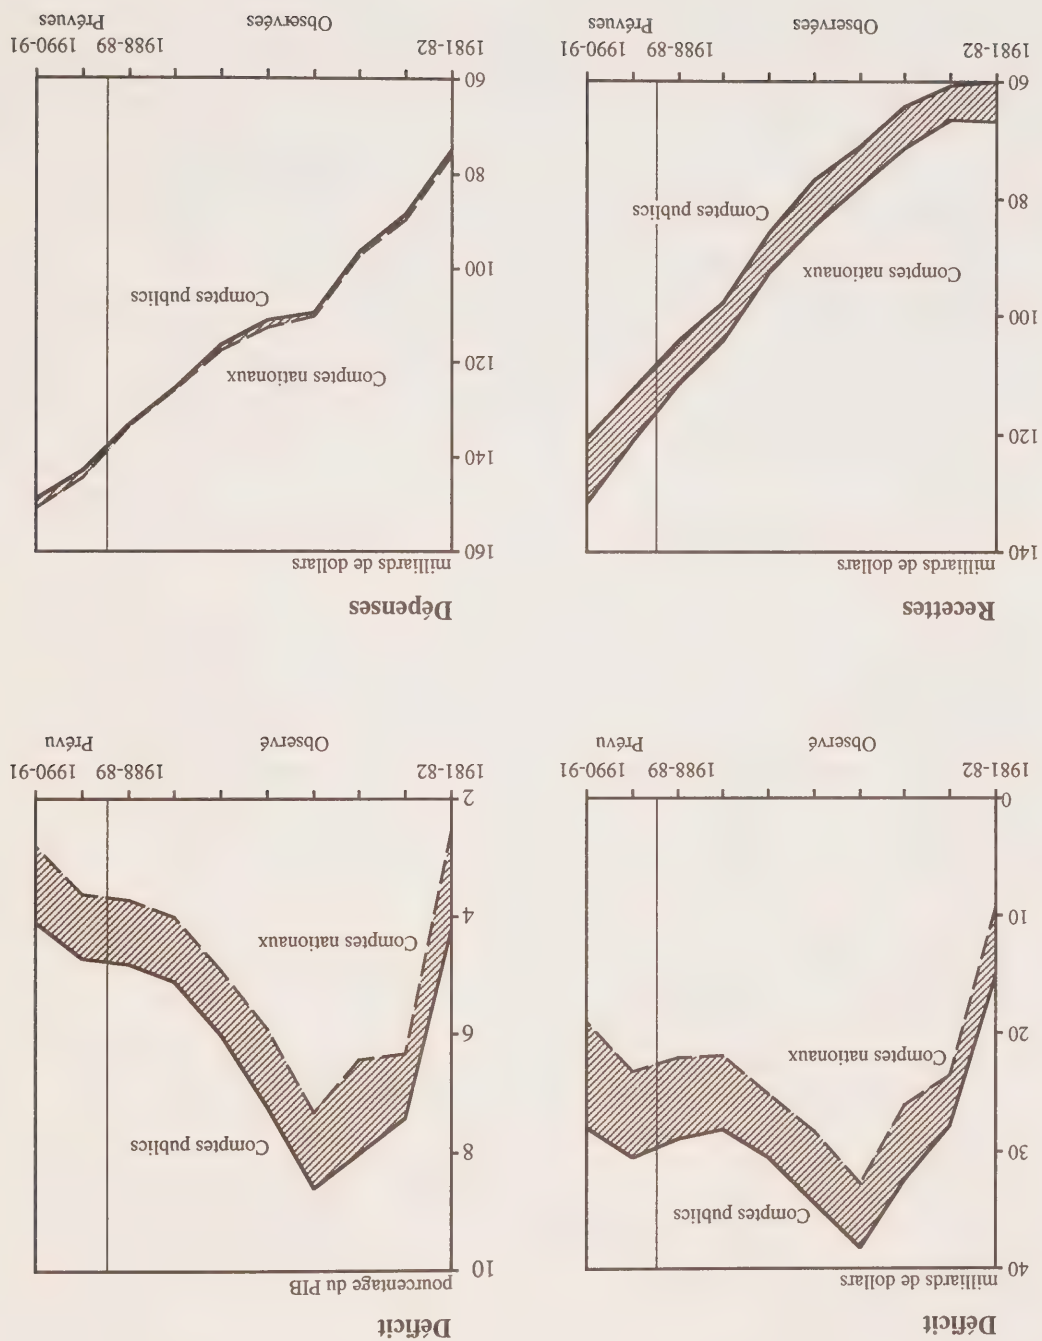 Déficit
milliards de dollars
40
30
20
10
0
Comptes publics
Comptes nationaux
1981-82 1988-89 1990-91
Observé Prévu
Déficit
pourcentage du PIB
10
8
6
4
2
Comptes publics
Comptes nationaux
1981-82 1988-89 1990-91
Observé Prévu
Recettes
milliards de dollars
140
120
100
80
60
Comptes nationaux
Comptes publics
1981-82 1988-89 1990-91
Observées Prévues
Dépenses
milliards de dollars
160
140
120
100
80
60
Comptes nationaux
Comptes publics
1981-82 1988-89 1990-91
Observées Prévues